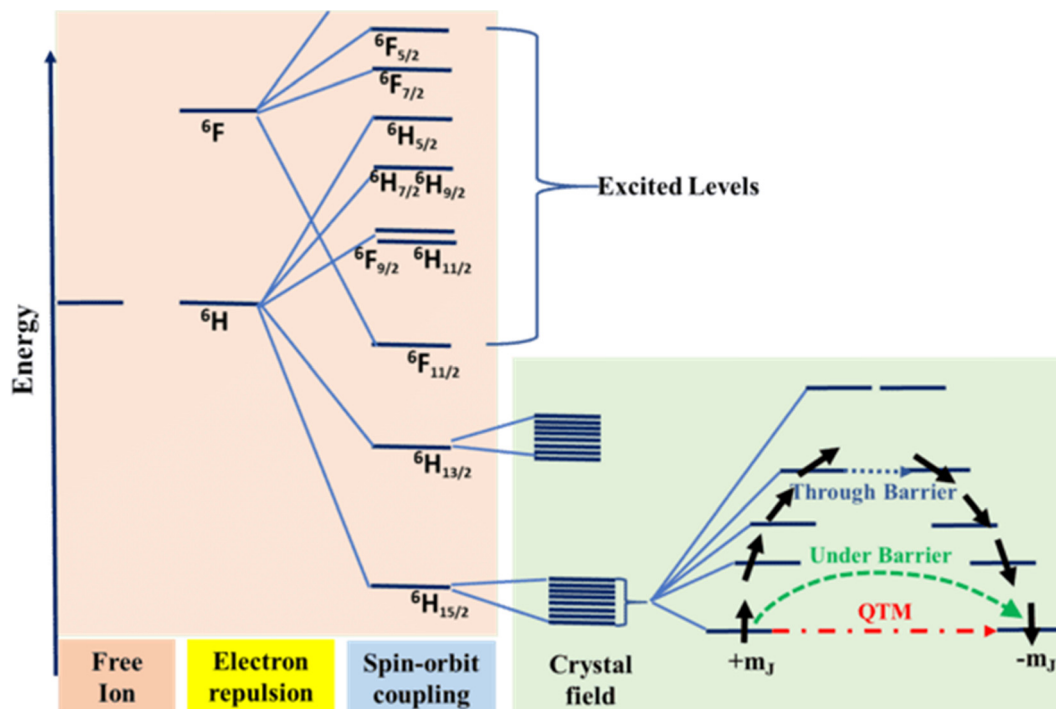 ⁶F₅/₂
⁶F₇/₂
⁶F
⁶H₅/₂
⁶H₇/₂ ⁶H₉/₂
Excited Levels
⁶F₉/₂ ⁶H₁₁/₂
⁶H
Energy
⁶F₁₁/₂
⁶H₁₃/₂
Through Barrier
Under Barrier
⁶H₁₅/₂
QTM
+mJ
-mJ
Free
Ion
Electron
repulsion
Spin-orbit
coupling
Crystal
field